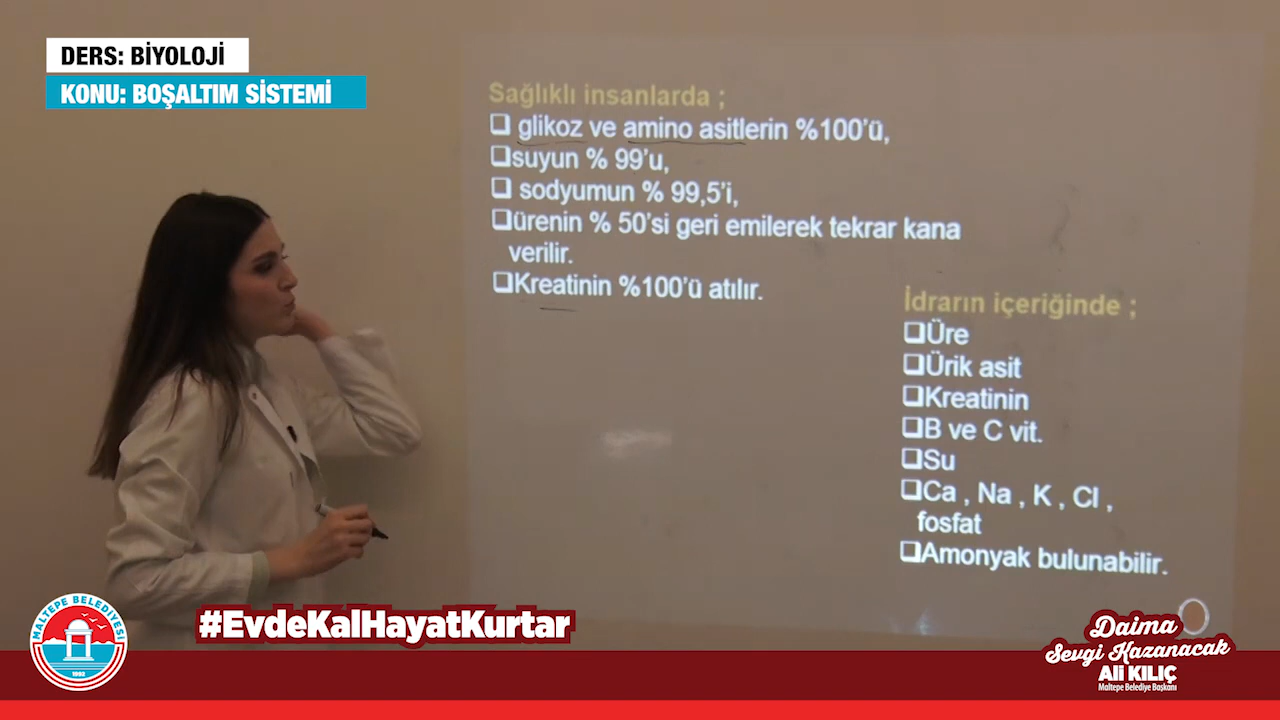 DERS: BİYOLOJİ
KONU: BOŞALTIM SİSTEMİ
Sağlıklı insanlarda ;
glikoz ve amino asitlerin %100'ü,
suyun % 99'u,
sodyumun % 99,5'i,
ürenin % 50'si geri emilerek tekrar kana
verilir.
Kreatinin %100'ü atılır.
İdrarın içeriğinde ;
Üre
Ürik asit
Kreatinin
B ve C vit.
Su
Ca , Na , K , Cl ,
fosfat
Amonyak bulunabilir.
#EvdeKalHayatKurtar
MALTEPE BELEDİYESİ
1992
Daima
Sevgi Kazanacak
Ali KILIÇ
Maltepe Belediye Başkanı